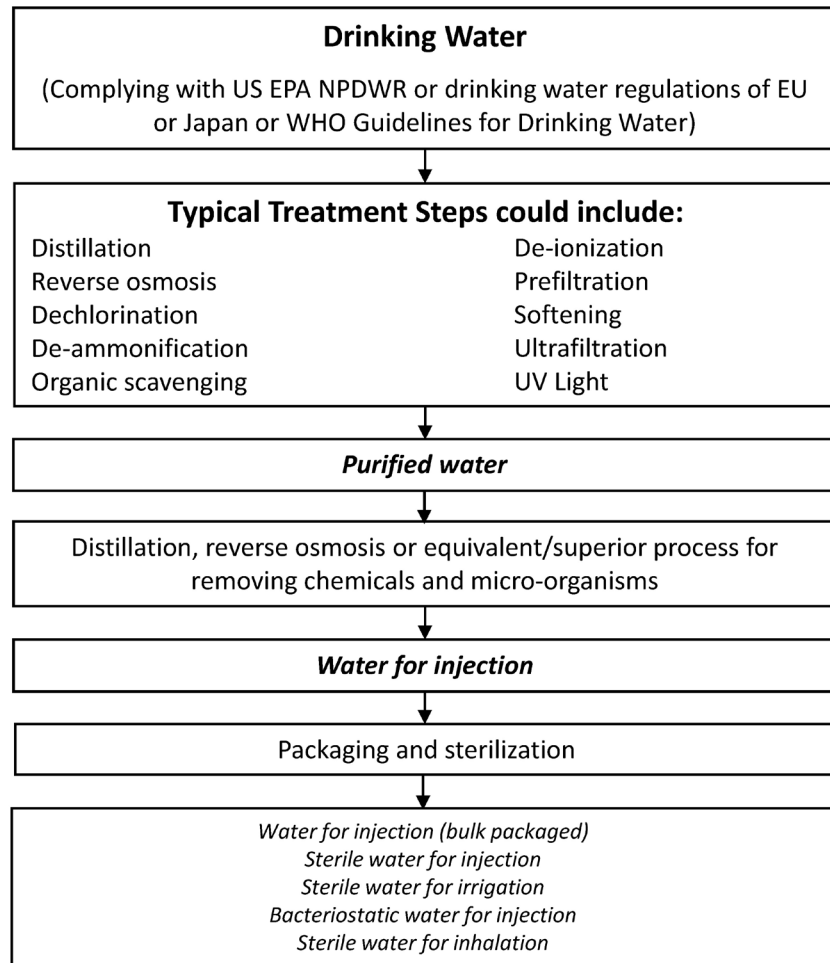 Drinking Water
(Complying with US EPA NPDWR or drinking water regulations of EU
or Japan or WHO Guidelines for Drinking Water)
Typical Treatment Steps could include:
Distillation
Reverse osmosis
Dechlorination
De-ammonification
Organic scavenging
De-ionization
Prefiltration
Softening
Ultrafiltration
UV Light
Purified water
Distillation, reverse osmosis or equivalent/superior process for
removing chemicals and micro-organisms
Water for injection
Packaging and sterilization
Water for injection (bulk packaged)
Sterile water for injection
Sterile water for irrigation
Bacteriostatic water for injection
Sterile water for inhalation